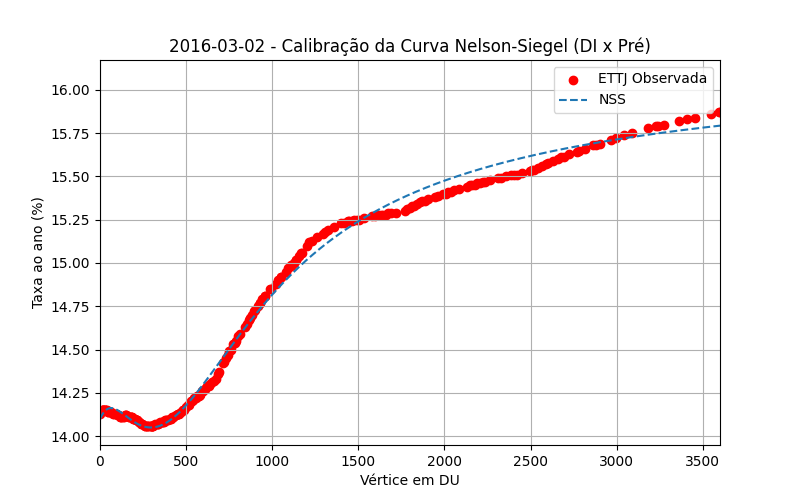 2016-03-02 - Calibração da Curva Nelson-Siegel (DI x Pré)
ETTJ Observada
NSS
Taxa ao ano (%)
16.00
15.75
15.50
15.25
15.00
14.75
14.50
14.25
14.00
0 500 1000 1500 2000 2500 3000 3500
Vértice em DU